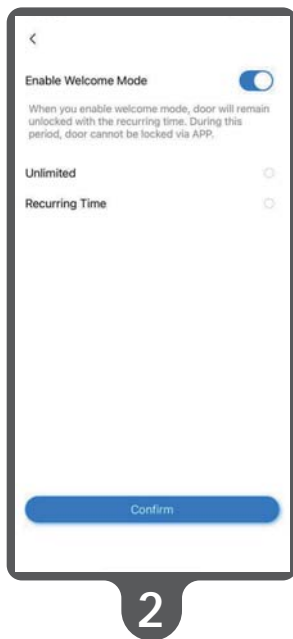 Enable Welcome Mode
When you enable welcome mode, door will remain
unlocked with the recurring time. During this
period, door cannot be locked via APP.
Unlimited
Recurring Time
Confirm
2